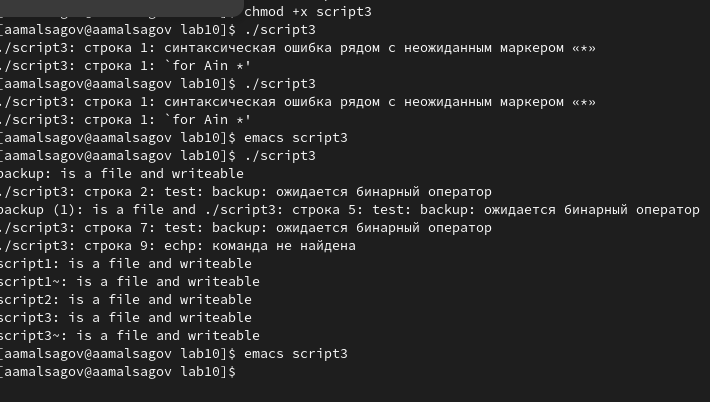 chmod +x script3
[aamalsagov@aamalsagov lab10]$ ./script3
./script3: строка 1: синтаксическая ошибка рядом с неожиданным маркером «*»
./script3: строка 1: `for Ain *'
[aamalsagov@aamalsagov lab10]$ ./script3
./script3: строка 1: синтаксическая ошибка рядом с неожиданным маркером «*»
./script3: строка 1: `for Ain *'
[aamalsagov@aamalsagov lab10]$ emacs script3
[aamalsagov@aamalsagov lab10]$ ./script3
backup: is a file and writeable
./script3: строка 2: test: backup: ожидается бинарный оператор
backup (1): is a file and ./script3: строка 5: test: backup: ожидается бинарный оператор
./script3: строка 7: test: backup: ожидается бинарный оператор
./script3: строка 9: echp: команда не найдена
script1: is a file and writeable
script1~: is a file and writeable
script2: is a file and writeable
script3: is a file and writeable
script3~: is a file and writeable
[aamalsagov@aamalsagov lab10]$ emacs script3
[aamalsagov@aamalsagov lab10]$